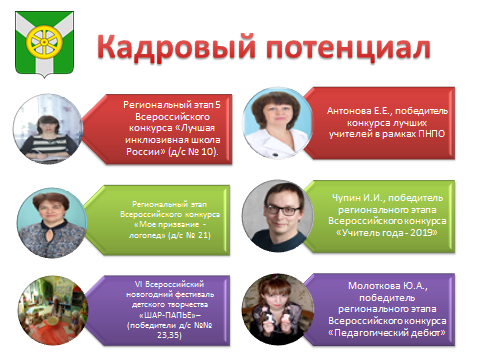 Кадровый потенциал
Региональный этап 5
Всероссийского
конкурса «Лучшая
инклюзивная школа
России» (д/с № 10).
Антонова Е.Е., победитель
конкурса лучших
учителей в рамках ПНПО
Региональный этап
Всероссийского конкурса
«Мое призвание -
логопед» (д/с № 21)
Чупин И.И., победитель
регионального этапа
Всероссийского конкурса
«Учитель года - 2019»
VI Всероссийский
новогодний фестиваль
детского творчества
«ШАР-ПАПЬЕ»–
(победители д/с №№
23,35)
Молоткова Ю.А.,
победитель
регионального этапа
Всероссийского конкурса
«Педагогический дебют»